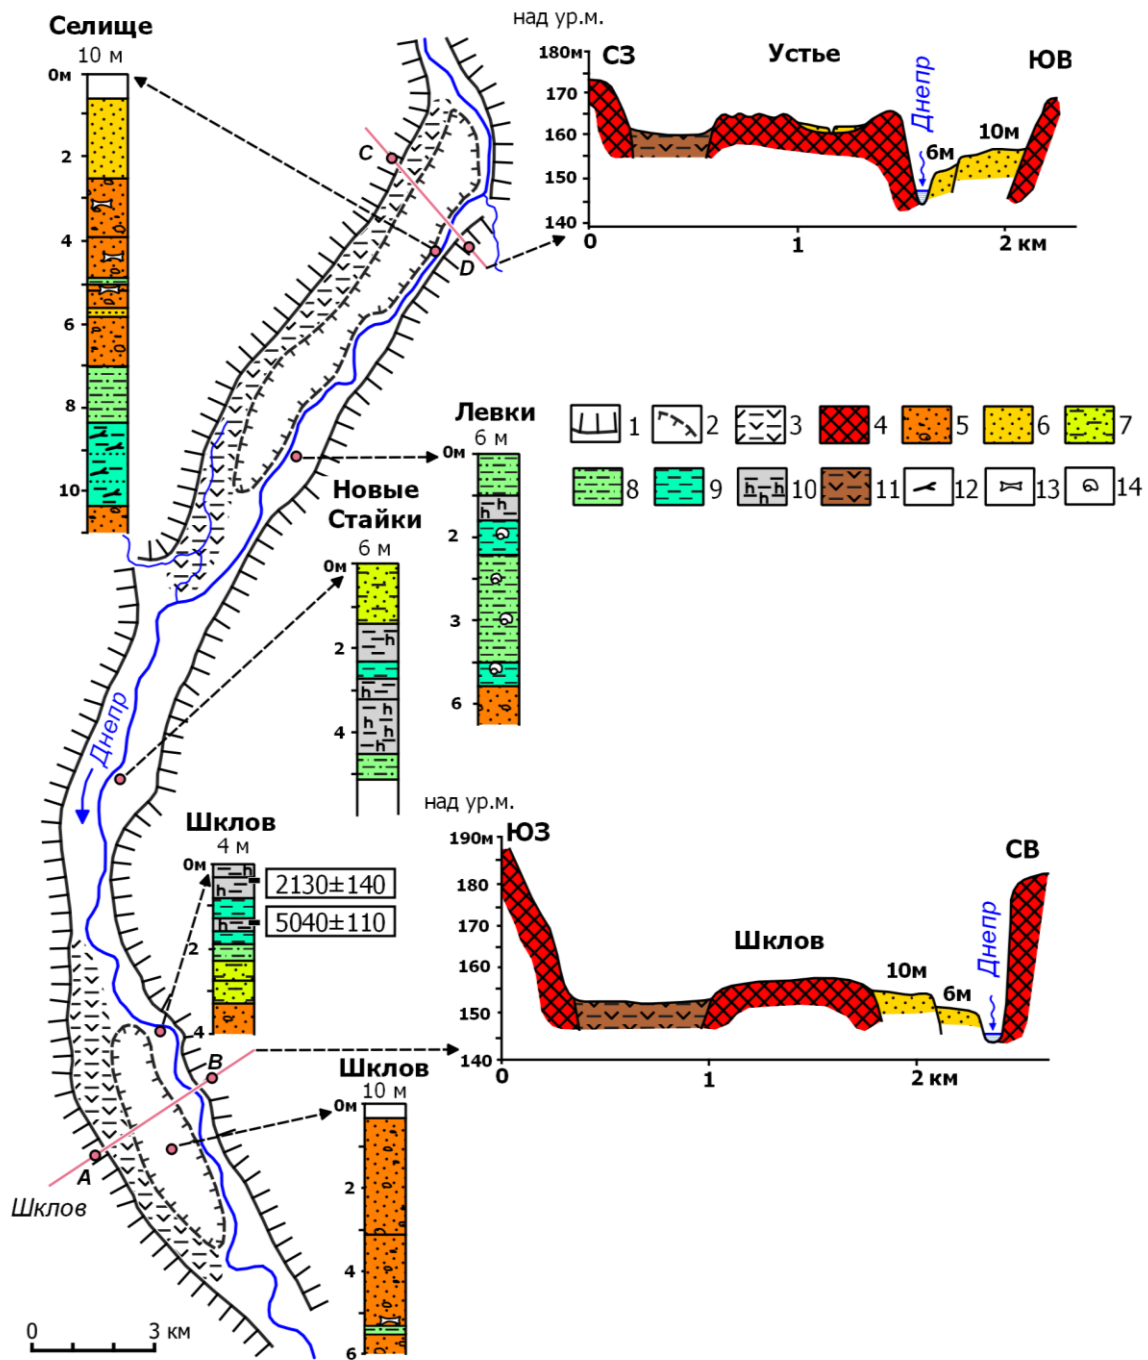 Селище
10 м
0м
2
4
6
8
10
над ур.м.
180м
СЗ
Устье
ЮВ
170
160
150
140
Днепр
6м
10м
0
1
2 км
C
D
Левки
6 м
0м
2
3
6
1
2
3
4
5
6
7
8
9
10
11
12
13
14
h
h
h
h
h
Новые
Стайки
6 м
0м
2
4
h
h
h
h
h
h
h
Днепр
Шклов
4 м
0м
2
4
h
h
h
2130±140
5040±110
над ур.м.
190м
ЮЗ
СВ
180
170
Шклов
160
150
140
10м
6м
Днепр
0
1
2 км
B
A
Шклов
Шклов
10 м
0м
2
4
6
0
3 км